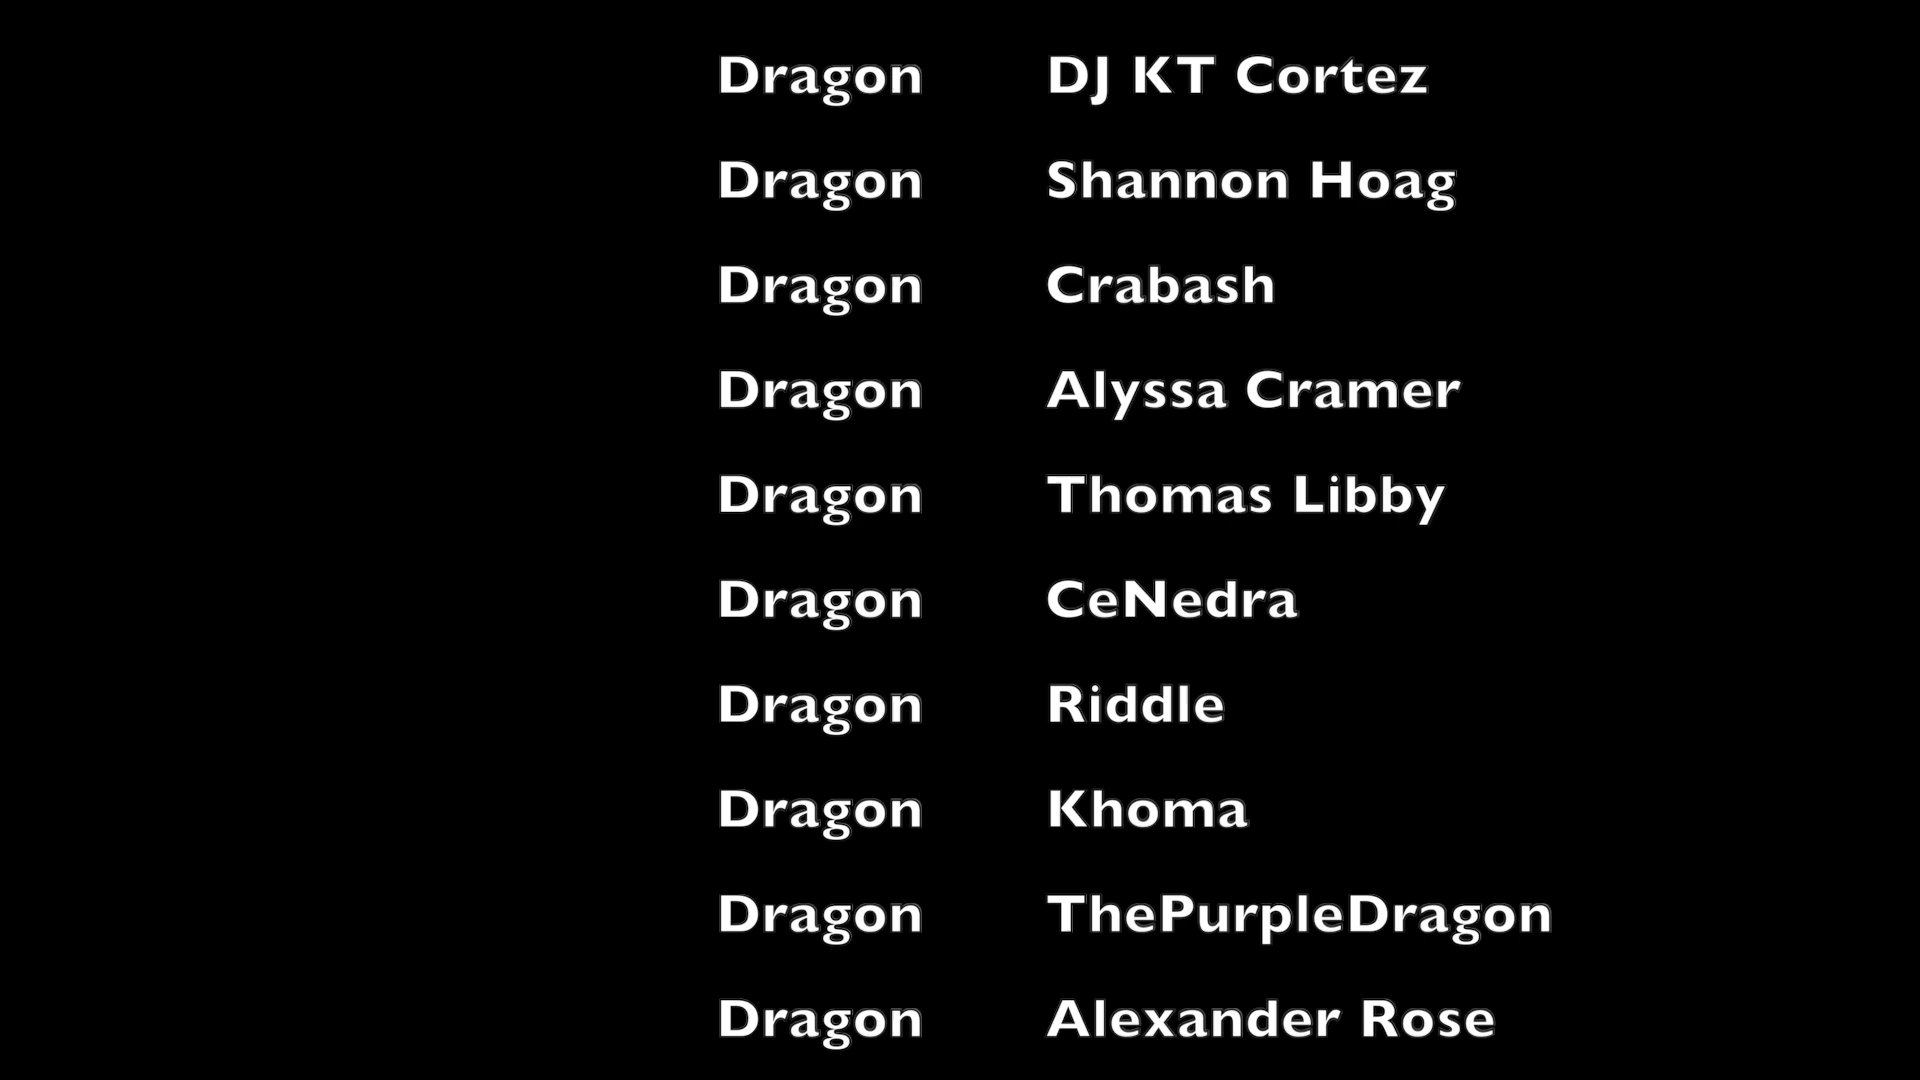 Dragon DJ KT Cortez
Dragon Shannon Hoag
Dragon Crabash
Dragon Alyssa Cramer
Dragon Thomas Libby
Dragon CeNedra
Dragon Riddle
Dragon Khoma
Dragon ThePurpleDragon
Dragon Alexander Rose